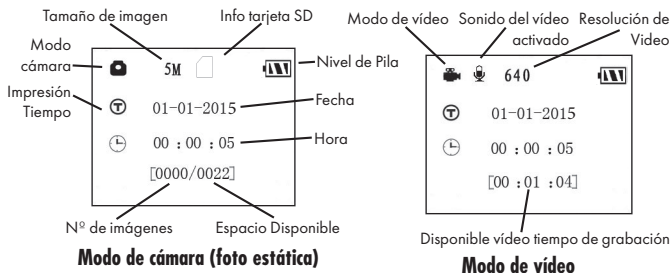 Tamaño de imagen
Info tarjeta SD
Modo cámara
5M
Nivel de Pila
Impresión Tiempo
T
01-01-2015
Fecha
00 : 00 : 05
Hora
[0000/0022]
Nº de imágenes
Espacio Disponible
Modo de cámara (foto estática)
Modo de vídeo
Sonido del vídeo activado
Resolución de Video
640
T
01-01-2015
00 : 00 : 05
[00 :01 :04]
Disponible vídeo tiempo de grabación
Modo de vídeo